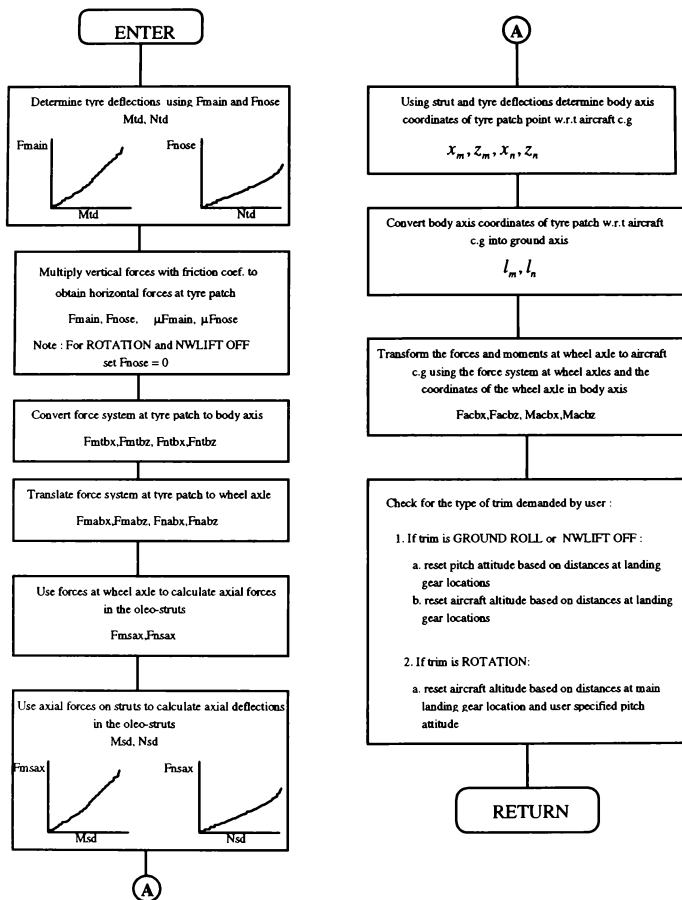 ENTER
Determine tyre deflections using Fmain and Fnose
Mtd, Ntd
Fmain
Fnose
Mtd
Ntd
Multiply vertical forces with friction coef. to
obtain horizontal forces at tyre patch
Fmain, Fnose, μFmain, μFnose
Note : For ROTATION and NWLIFT OFF
set Fnose = 0
Convert force system at tyre patch to body axis
Fmtbx,Fmtbz, Fntbx,Fntbz
Translate force system at tyre patch to wheel axle
Fmabx,Fmabz, Fnabx,Fnabz
Use forces at wheel axle to calculate axial forces
in the oleo-struts
Fmsax,Fnsax
Use axial forces on struts to calculate axial deflections
in the oleo-struts
Msd, Nsd
Fmsax
Fnsax
Msd
Nsd
A
A
Using strut and tyre deflections determine body axis
coordinates of tyre patch point w.r.t aircraft c.g
x_m, z_m, x_n, z_n
Convert body axis coordinates of tyre patch w.r.t aircraft
c.g into ground axis
l_m, l_n
Transform the forces and moments at wheel axle to aircraft
c.g using the force system at wheel axles and the
coordinates of the wheel axle in body axis
Facbx,Facbz, Macbx,Macbz
Check for the type of trim demanded by user :
1. If trim is GROUND ROLL or NWLIFT OFF :
a. reset pitch attitude based on distances at landing
gear locations
b. reset aircraft altitude based on distances at landing
gear locations
2. If trim is ROTATION:
a. reset aircraft altitude based on distances at main
landing gear location and user specified pitch
attitude
RETURN